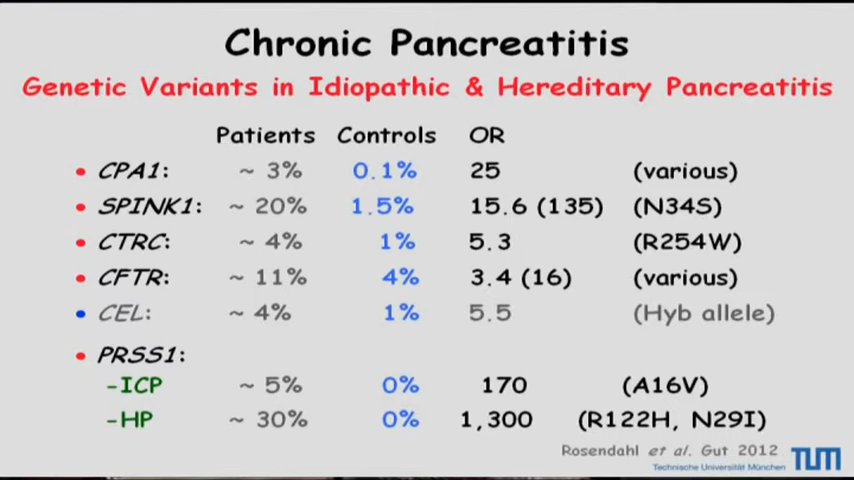 Chronic Pancreatitis
Genetic Variants in Idiopathic & Hereditary Pancreatitis
Patients Controls OR
• CPA1: ~ 3% 0.1% 25 (various)
• SPINK1: ~ 20% 1.5% 15.6 (135) (N34S)
• CTRC: ~ 4% 1% 5.3 (R254W)
• CFTR: ~ 11% 4% 3.4 (16) (various)
• CEL: ~ 4% 1% 5.5 (Hyb allele)
• PRSS1:
-ICP ~ 5% 0% 170 (A16V)
-HP ~ 30% 0% 1,300 (R122H, N29I)
Rosendahl et al. Gut 2012
Technische Universität München TUM